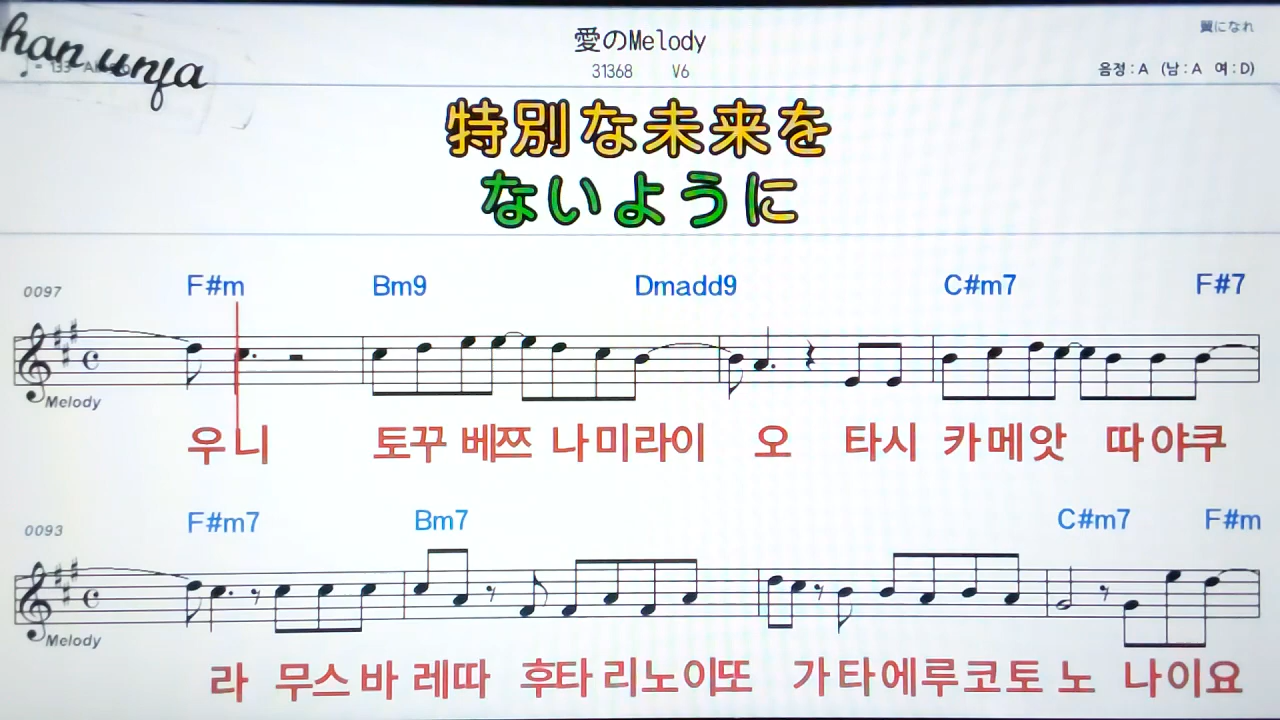 han unja
翼になれ
愛のMelody
31368 V6
음정 : A (남 : A 여 : D)
特別な未来を
ないように
0097 F#m Bm9 Dmadd9 C#m7 F#7
Melody
우니 토꾸 베쯔 나미라이 오 타시 카메앗 따야쿠
0093 F#m7 Bm7 C#m7 F#m
Melody
라 무스바 레따 후타리노이또 가타에루코토 노 나이요